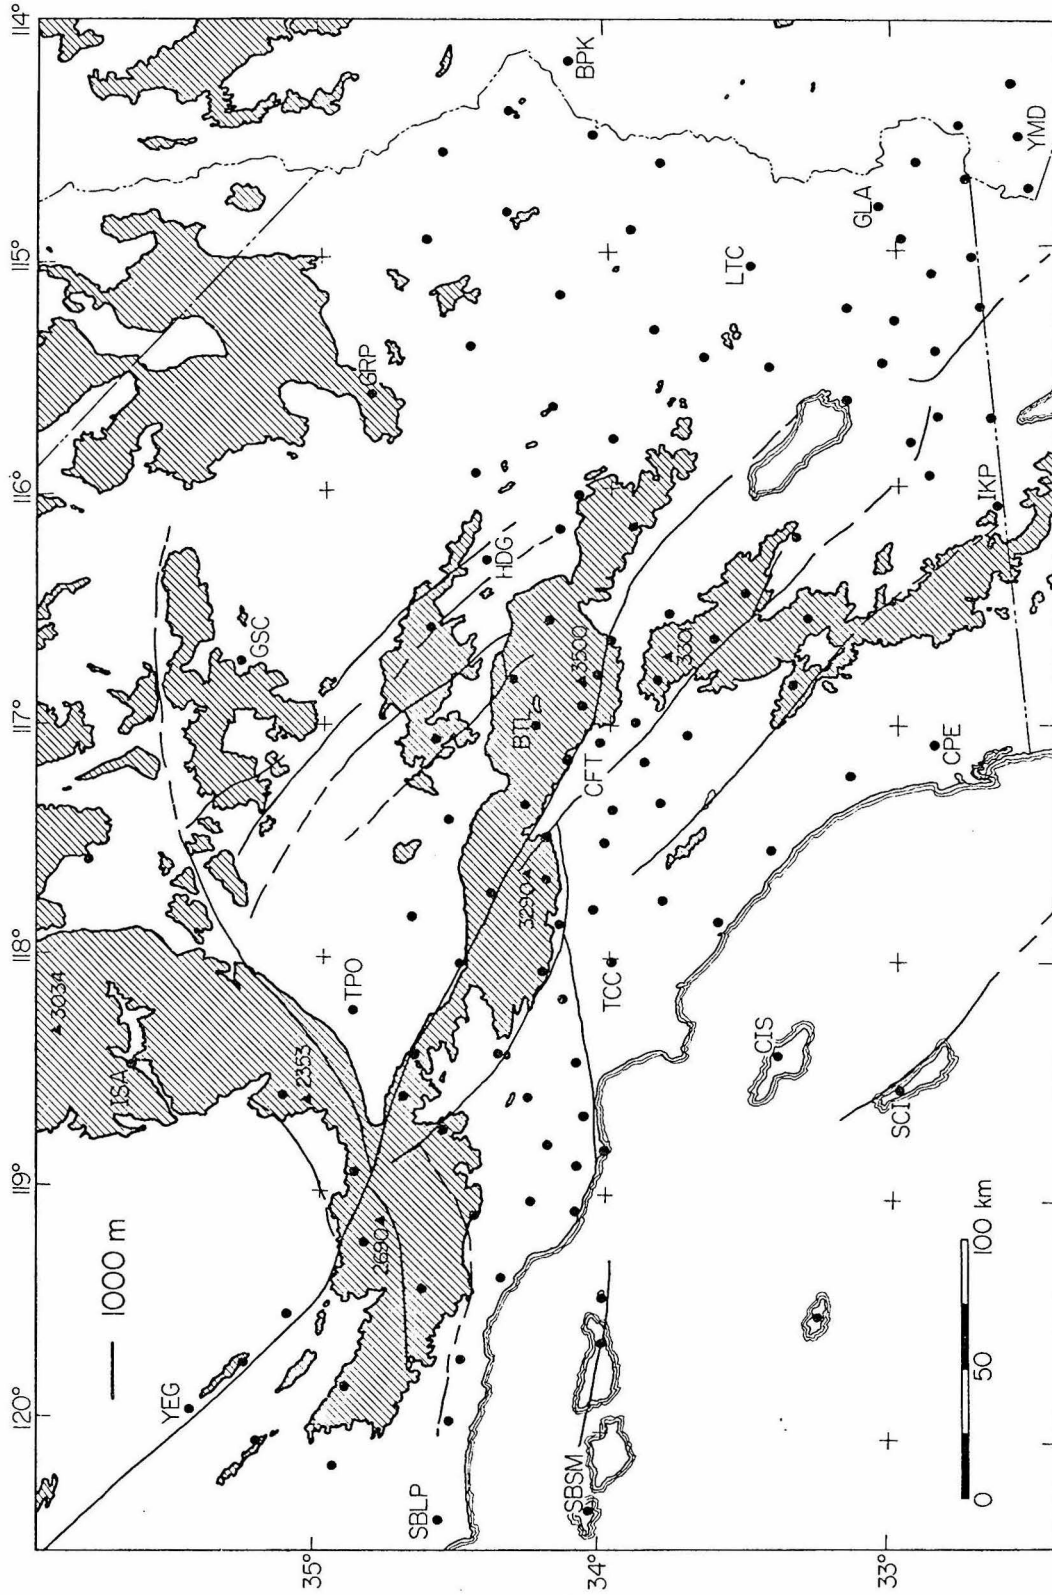 120°
119°
118°
117°
116°
115°
114°
35°
34°
33°
1000 m
YEG
ISA
3034
2353
TPO
GSC
GRP
2690
SBLP
HDG
3290
BTL
3500
CFT
BPK
SBSM
TCC
3301
LTC
CIS
SCI
CPE
IKP
GLA
YMD
0
50
100 km